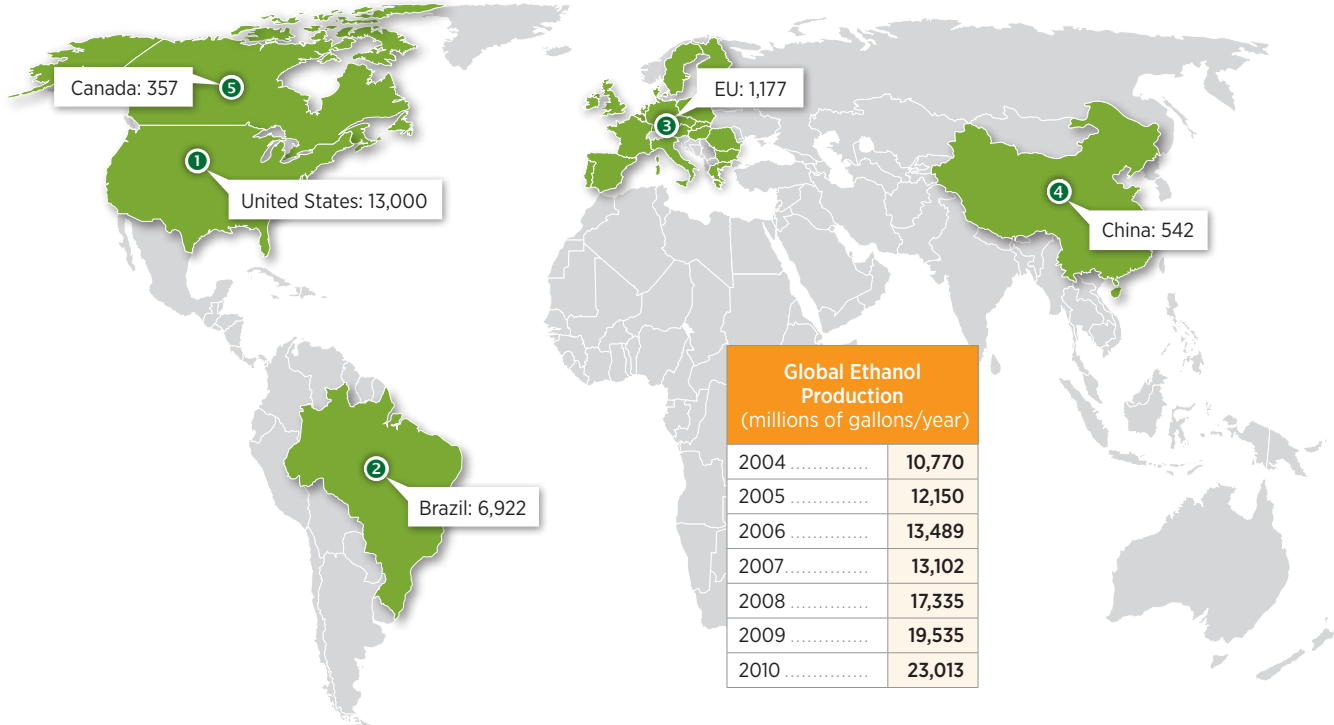 Canada: 357
5
EU: 1,177
3
1
United States: 13,000
4
China: 542
2
Brazil: 6,922
Global Ethanol
Production
(millions of gallons/year)
2004 ............. 10,770
2005 ............. 12,150
2006 ............. 13,489
2007.............. 13,102
2008 ............. 17,335
2009 ............. 19,535
2010 .............. 23,013